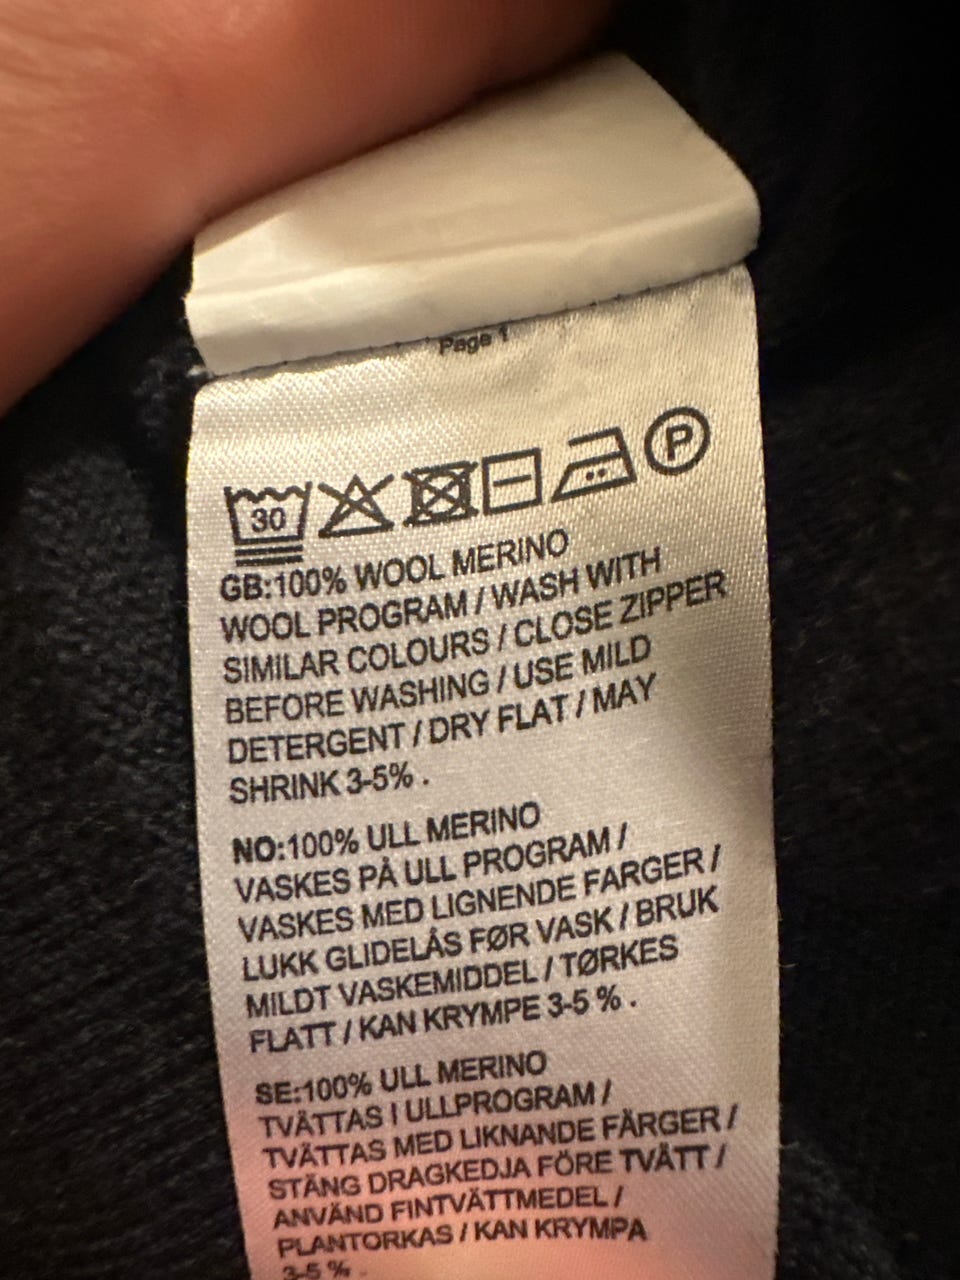 Page 1
30 P
GB:100% WOOL MERINO
WOOL PROGRAM / WASH WITH
SIMILAR COLOURS / CLOSE ZIPPER
BEFORE WASHING / USE MILD
DETERGENT / DRY FLAT / MAY
SHRINK 3-5% .
NO:100% ULL MERINO
VASKES PÅ ULL PROGRAM /
VASKES MED LIGNENDE FARGER /
LUKK GLIDELÅS FØR VASK / BRUK
MILDT VASKEMIDDEL / TØRKES
FLATT / KAN KRYMPE 3-5 % .
SE:100% ULL MERINO
TVÄTTAS I ULLPROGRAM /
TVÄTTAS MED LIKNANDE FÄRGER /
STÄNG DRAGKEDJA FÖRE TVÄTT /
ANVÄND FINTVÄTTMEDEL /
PLANTORKAS / KAN KRYMPA
3-5 % .